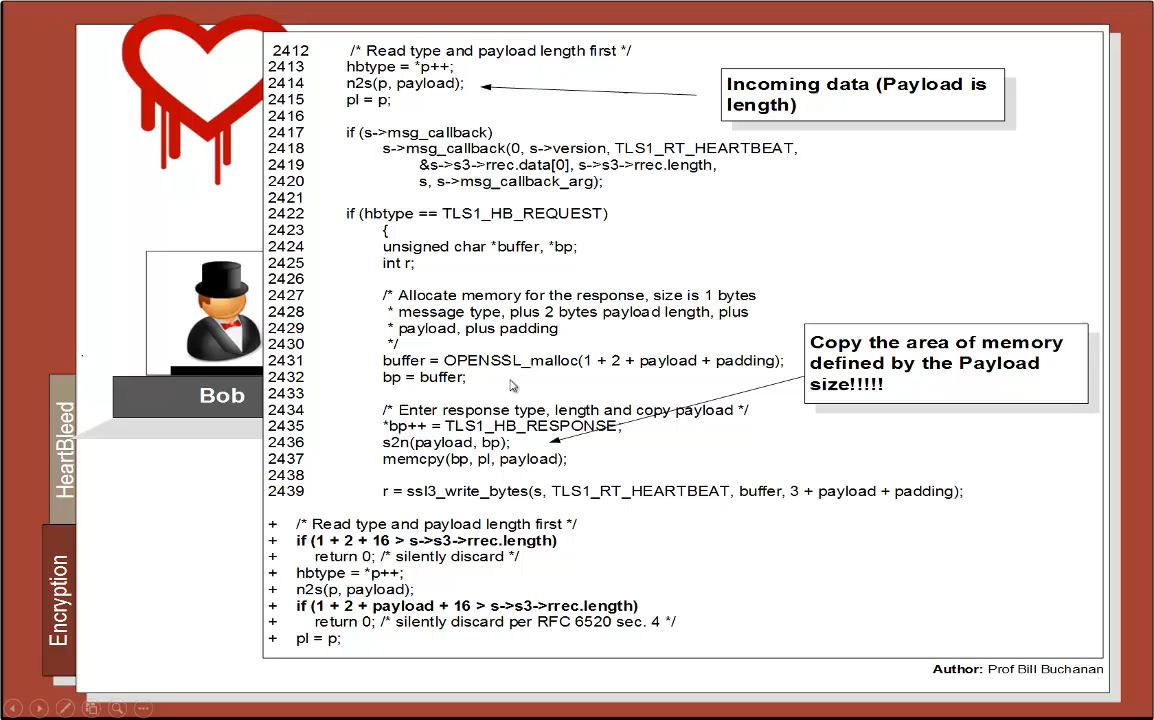 2412 /* Read type and payload length first */
2413 hbtype = *p++;
2414 n2s(p, payload);
2415 pl = p;
2416
2417 if (s->msg_callback)
2418 s->msg_callback(0, s->version, TLS1_RT_HEARTBEAT,
2419 &s->s3->rrec.data[0], s->s3->rrec.length,
2420 s, s->msg_callback_arg);
2421
2422 if (hbtype == TLS1_HB_REQUEST)
2423 {
2424 unsigned char *buffer, *bp;
2425 int r;
2426
2427 /* Allocate memory for the response, size is 1 bytes
2428 * message type, plus 2 bytes payload length, plus
2429 * payload, plus padding
2430 */
2431 buffer = OPENSSL_malloc(1 + 2 + payload + padding);
2432 bp = buffer;
2433
2434 /* Enter response type, length and copy payload */
2435 *bp++ = TLS1_HB_RESPONSE;
2436 s2n(payload, bp);
2437 memcpy(bp, pl, payload);
2438
2439 r = ssl3_write_bytes(s, TLS1_RT_HEARTBEAT, buffer, 3 + payload + padding);
+ /* Read type and payload length first */
+ if (1 + 2 + 16 > s->s3->rrec.length)
+ return 0; /* silently discard */
+ hbtype = *p++;
+ n2s(p, payload);
+ if (1 + 2 + payload + 16 > s->s3->rrec.length)
+ return 0; /* silently discard per RFC 6520 sec. 4 */
+ pl = p;
Incoming data (Payload is
length)
Copy the area of memory
defined by the Payload
size!!!!!
Bob
HeartBleed
Encryption
Author: Prof Bill Buchanan